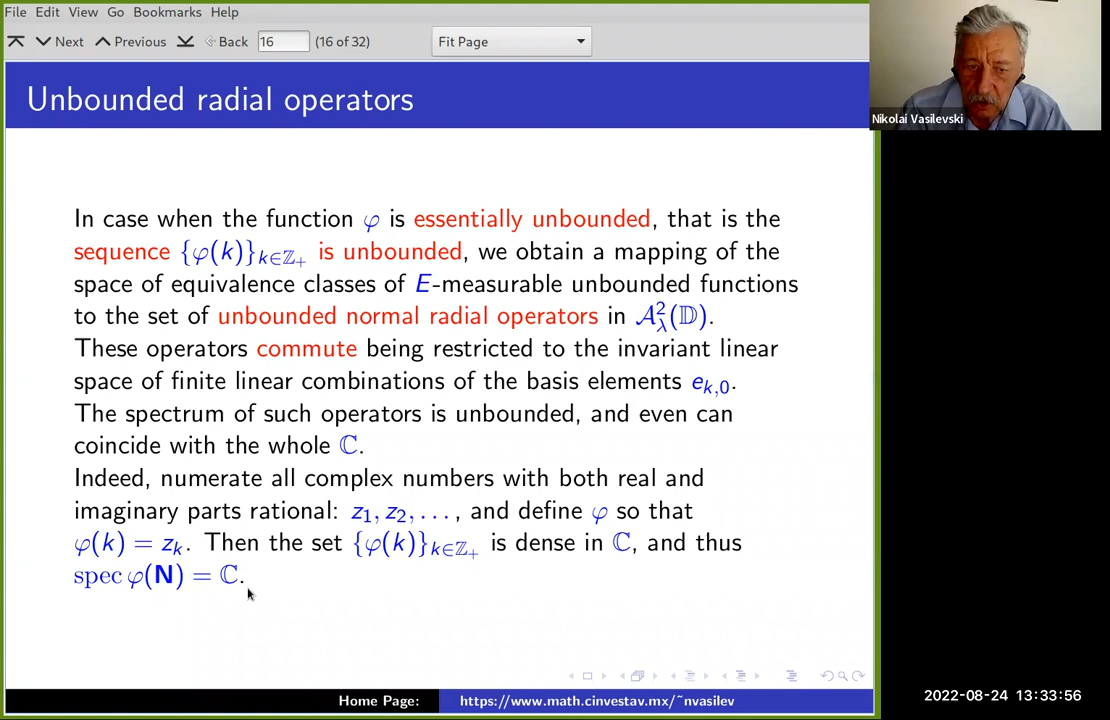 File Edit View Go Bookmarks Help
Next Previous Back 16 (16 of 32) Fit Page
Nikolai Vasilevski
Unbounded radial operators
In case when the function φ is essentially unbounded, that is the
sequence {φ(k)}_{k∈ℤ₊} is unbounded, we obtain a mapping of the
space of equivalence classes of E-measurable unbounded functions
to the set of unbounded normal radial operators in 𝒜²_λ(𝔻).
These operators commute being restricted to the invariant linear
space of finite linear combinations of the basis elements e_{k,0}.
The spectrum of such operators is unbounded, and even can
coincide with the whole ℂ.
Indeed, numerate all complex numbers with both real and
imaginary parts rational: z₁, z₂, ..., and define φ so that
φ(k) = z_k. Then the set {φ(k)}_{k∈ℤ₊} is dense in ℂ, and thus
spec φ(N) = ℂ.
Home Page: https://www.math.cinvestav.mx/~nvasilev
2022-08-24 13:33:56